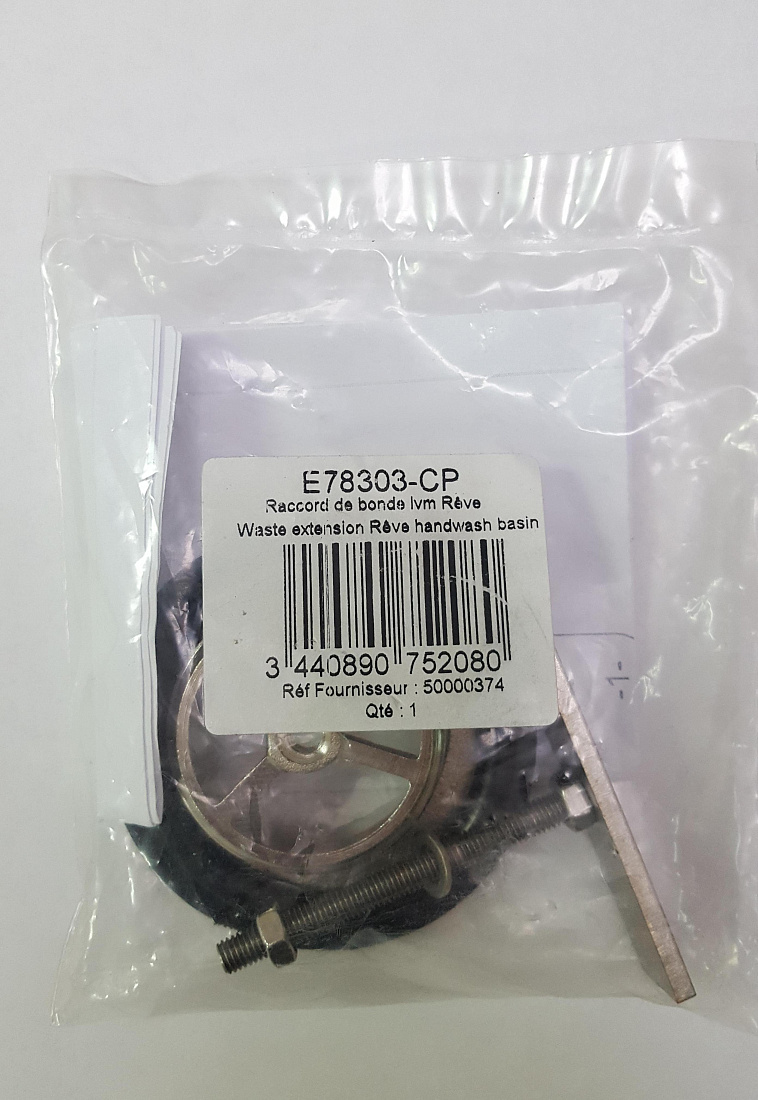 E78303-CP
Raccord de bonde lvm Rêve
Waste extension Rêve handwash basin
3 440890 752080
Réf Fournisseur : 50000374
Qté : 1
-1-